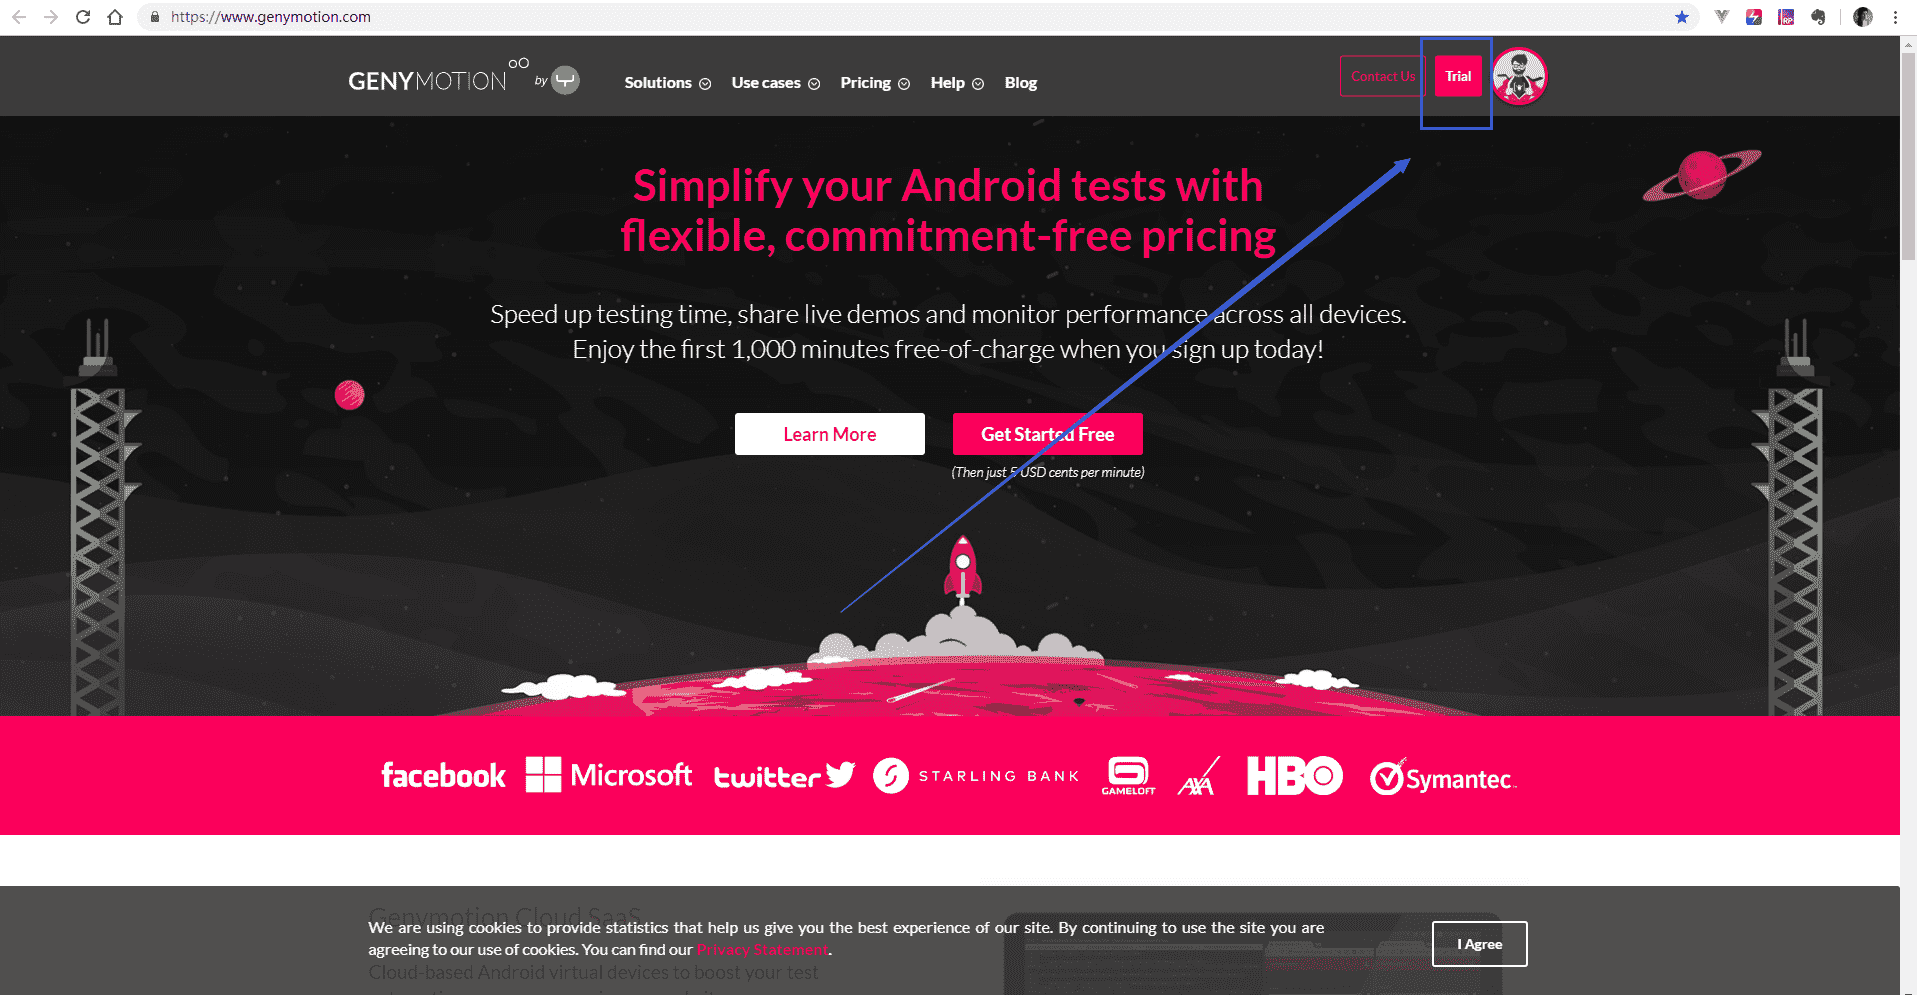 https://www.genymotion.com
GENYMOTION by
Solutions Use cases Pricing Help Blog
Contact Us Trial
Simplify your Android tests with
flexible, commitment-free pricing
Speed up testing time, share live demos and monitor performance across all devices.
Enjoy the first 1,000 minutes free-of-charge when you sign up today!
Learn More Get Started Free
(Then just 5 USD cents per minute)
facebook Microsoft twitter STARLING BANK GAMELOFT AXA HBO Symantec.
Genymotion Cloud SaaS
We are using cookies to provide statistics that help us give you the best experience of our site. By continuing to use the site you are
agreeing to our use of cookies. You can find our Privacy Statement.
I Agree
Cloud-based Android virtual devices to boost your test